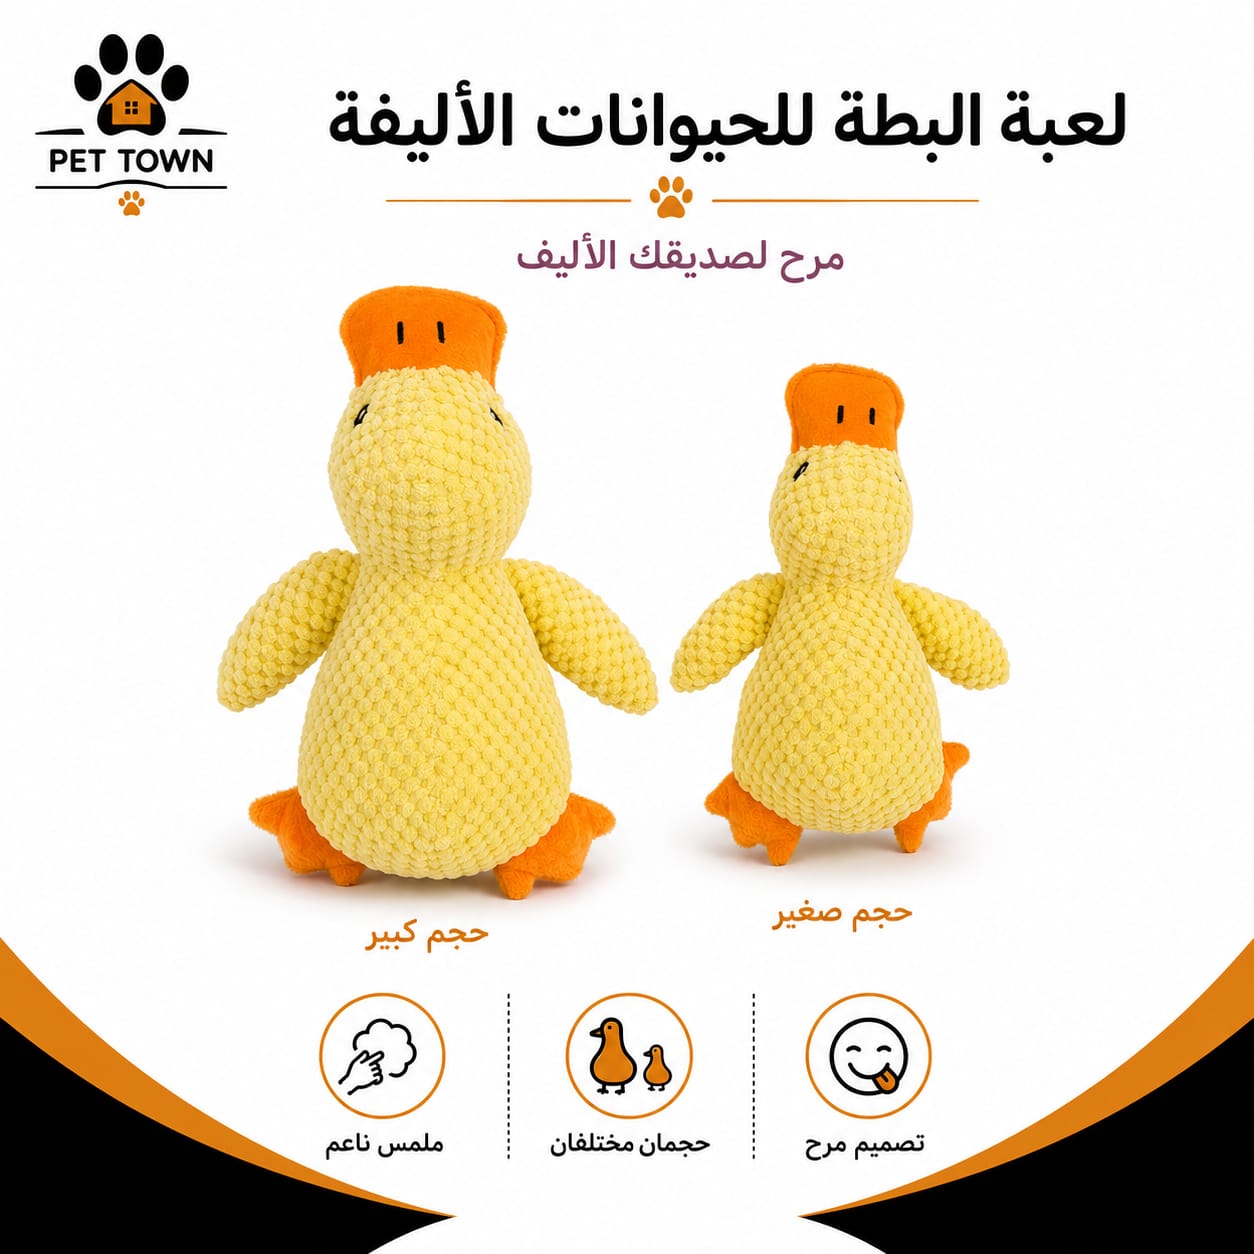 PET TOWN
لعبة البطة للحيوانات الأليفة
مرح لصديقك الأليف
حجم صغير
حجم كبير
تصميم مرح
حجمان مختلفان
ملمس ناعم